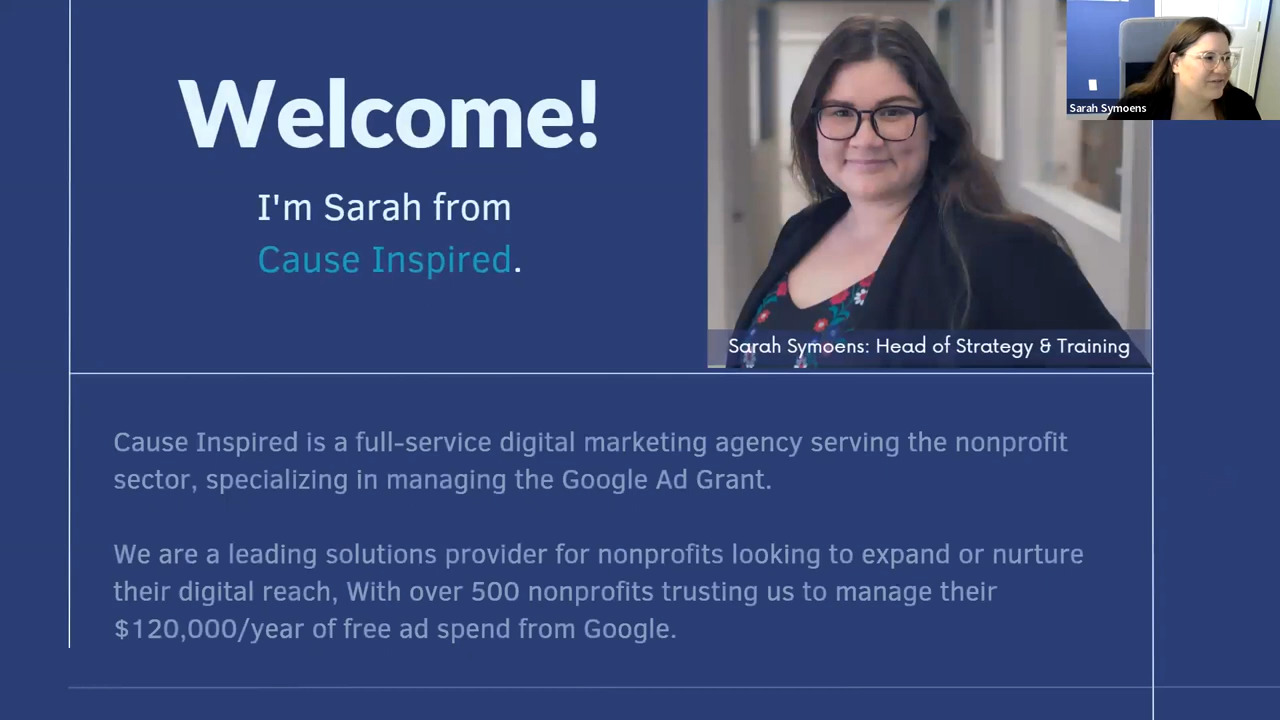 Welcome!
I'm Sarah from
Cause Inspired.
Sarah Symoens
Sarah Symoens: Head of Strategy & Training
Cause Inspired is a full-service digital marketing agency serving the nonprofit
sector, specializing in managing the Google Ad Grant.
We are a leading solutions provider for nonprofits looking to expand or nurture
their digital reach, With over 500 nonprofits trusting us to manage their
$120,000/year of free ad spend from Google.